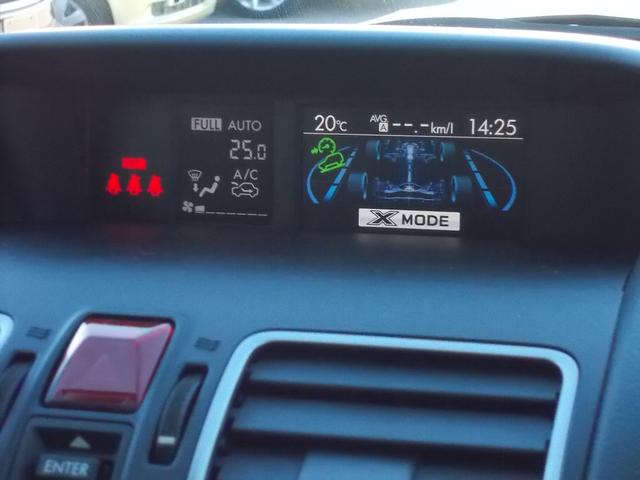 FULL AUTO
25.0
A/C
20°C AVG A --.-km/l 14:25
X MODE
ENTER